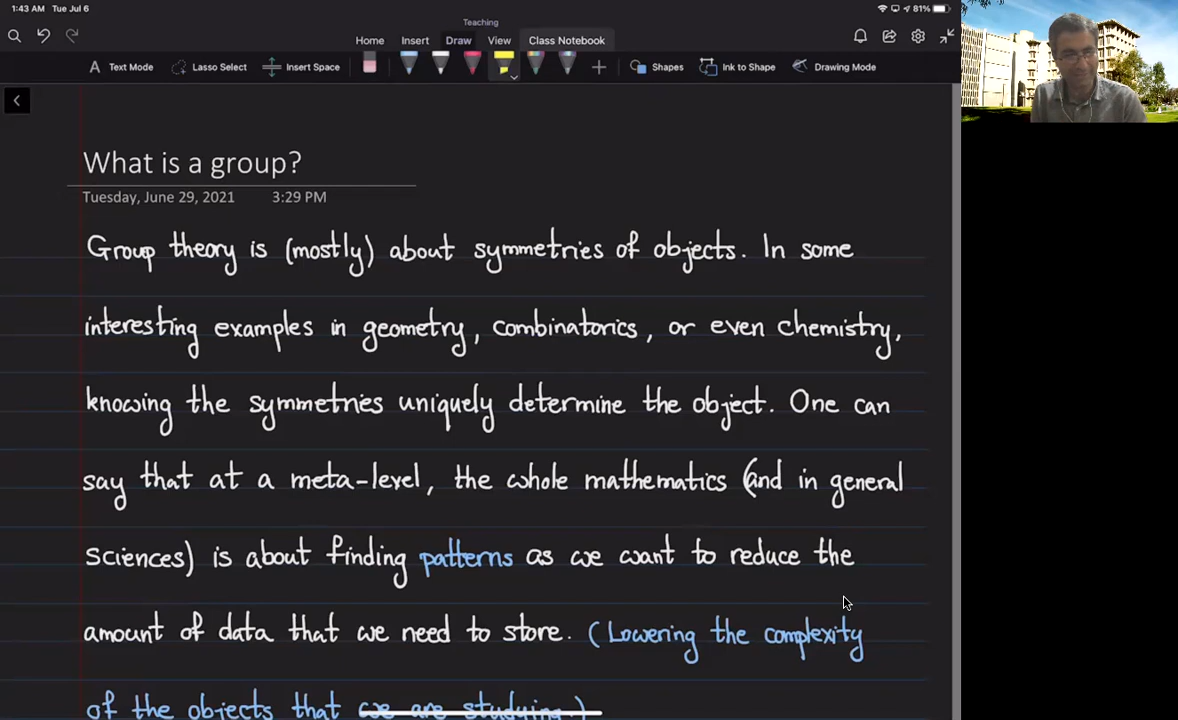 1:43 AM Tue Jul 6
81%
Teaching
Home Insert Draw View Class Notebook
Text Mode Lasso Select Insert Space Shapes Ink to Shape Drawing Mode
What is a group?
Tuesday, June 29, 2021 3:29 PM
Group theory is (mostly) about symmetries of objects. In some
interesting examples in geometry, combinatorics, or even chemistry,
knowing the symmetries uniquely determine the object. One can
say that at a meta-level, the whole mathematics (and in general
sciences) is about finding patterns as we want to reduce the
amount of data that we need to store. (Lowering the complexity
of the objects that we are studying.)